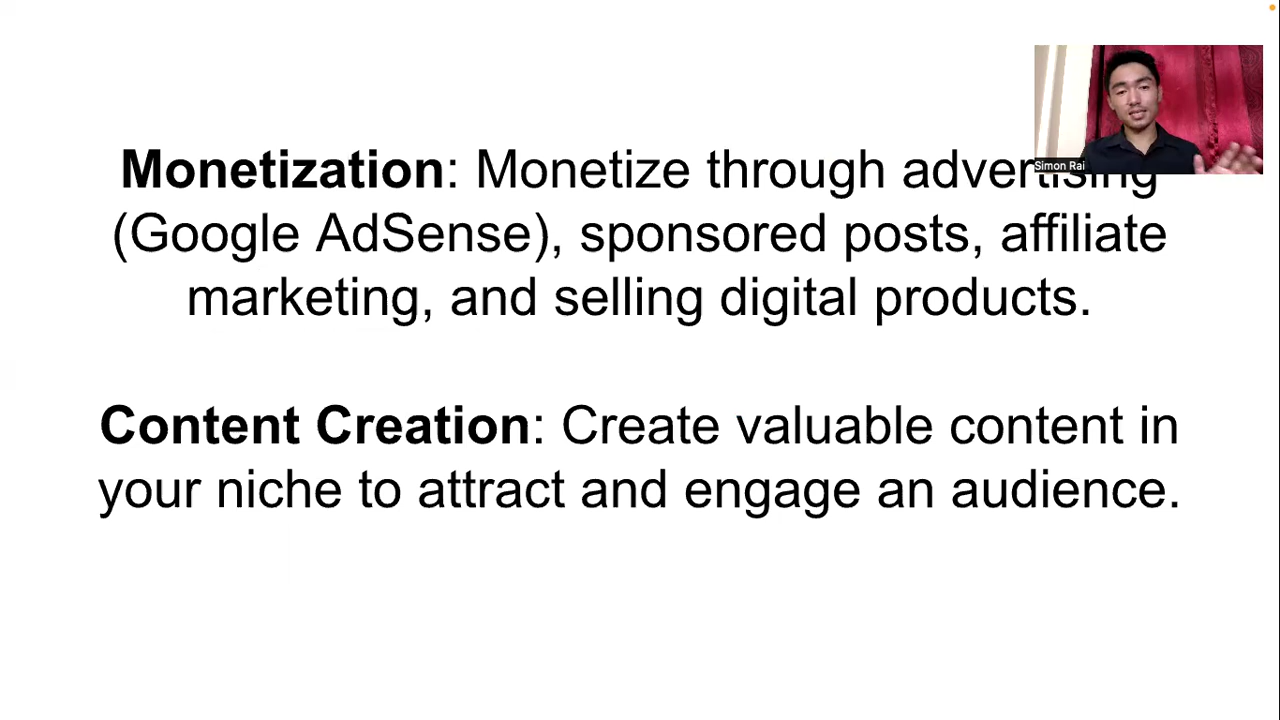 Monetization: Monetize through advertising
(Google AdSense), sponsored posts, affiliate
marketing, and selling digital products.
Content Creation: Create valuable content in
your niche to attract and engage an audience.
Simon Rai